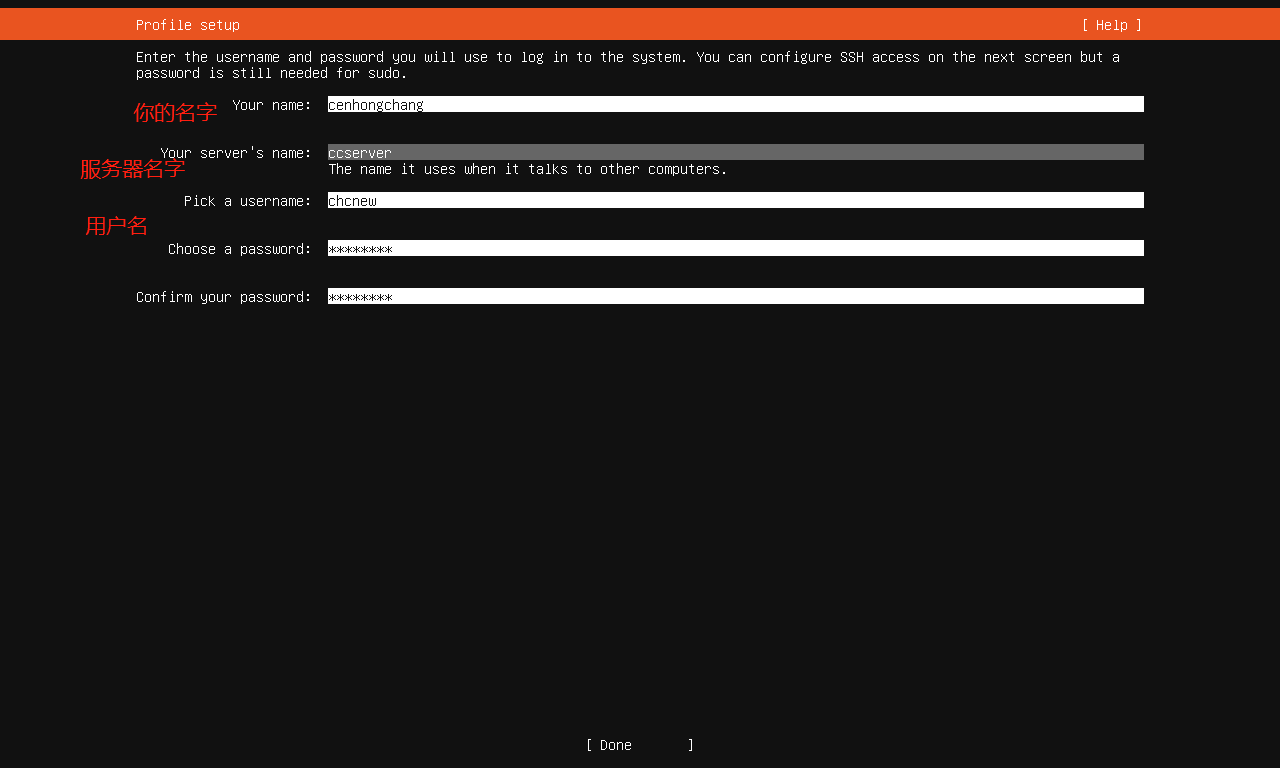 Profile setup [ Help ]
Enter the username and password you will use to log in to the system. You can configure SSH access on the next screen but a
password is still needed for sudo.
你的名字 Your name: cenhongchang
Your server's name: ccserver
服务器名字 The name it uses when it talks to other computers.
Pick a username: chcnew
用户名
Choose a password: ********
Confirm your password: ********
[ Done ]